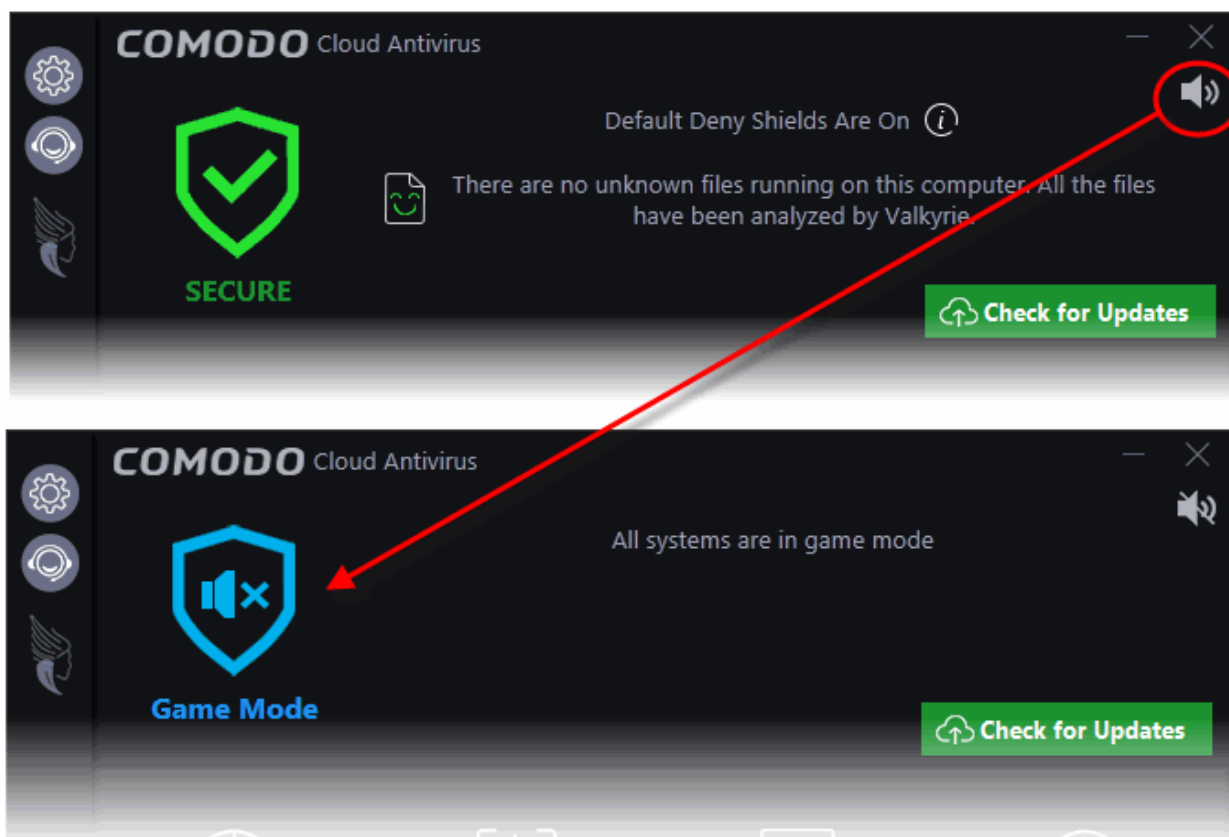 COMODO Cloud Antivirus
Default Deny Shields Are On
There are no unknown files running on this computer. All the files
have been analyzed by Valkyrie.
SECURE
Check for Updates
COMODO Cloud Antivirus
All systems are in game mode
Game Mode
Check for Updates